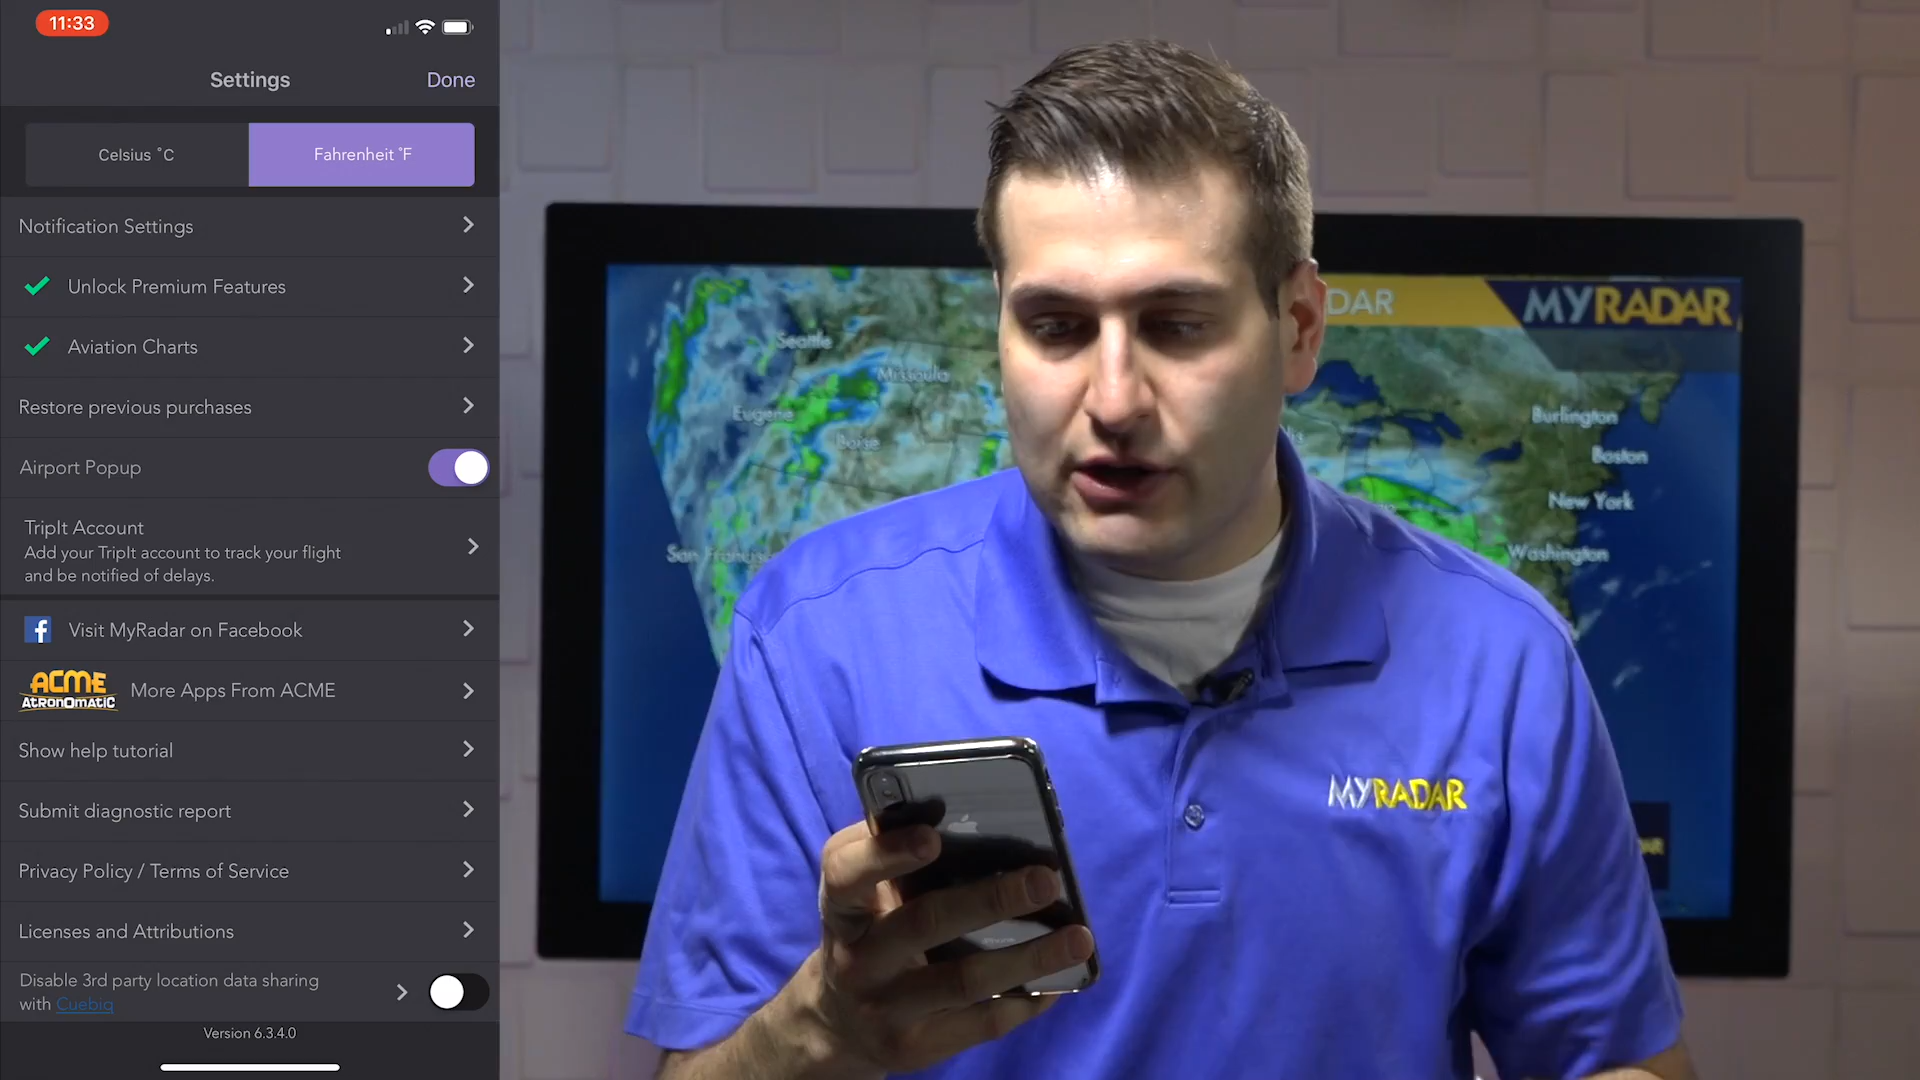 11:33
Settings
Done
Celsius °C
Fahrenheit °F
Notification Settings
Unlock Premium Features
Aviation Charts
Restore previous purchases
Airport Popup
TripIt Account
Add your TripIt account to track your flight
and be notified of delays.
Visit MyRadar on Facebook
ACME
ATRONOMATIC
More Apps From ACME
Show help tutorial
Submit diagnostic report
Privacy Policy / Terms of Service
Licenses and Attributions
Disable 3rd party location data sharing
with Cuebiq
Version 6.3.4.0
DAR
MYRADAR
Seattle
Missoula
Eugene
Boise
Burlington
Boston
New York
Washington
MYRADAR
iPhone